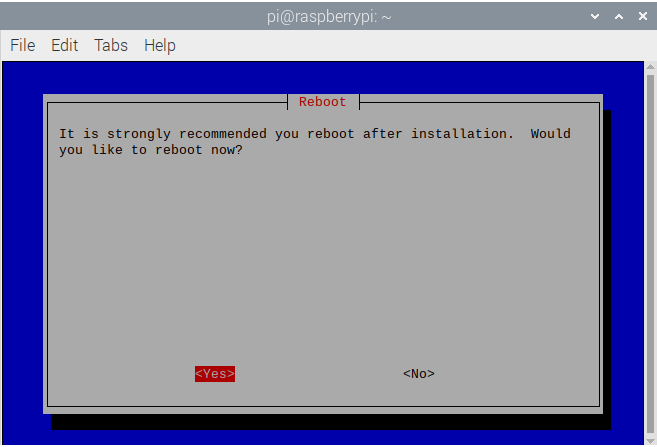 pi@raspberrypi: ~
File Edit Tabs Help
Reboot
It is strongly recommended you reboot after installation.  Would
you like to reboot now?
<Yes> <No>